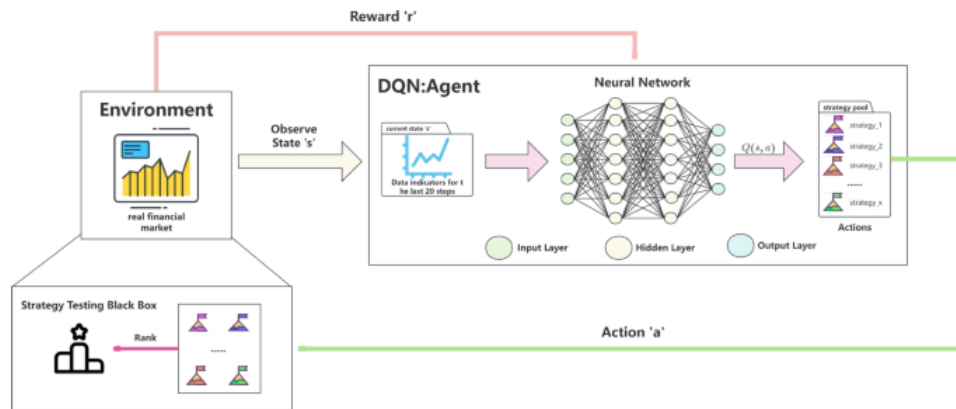 Reward 'r'
Environment
real financial
market
Observe
State 's'
DQN:Agent
current state 's'
Data indicators for t
he last 20 steps
Neural Network
Q(s,a)
strategy pool
strategy_1
strategy_2
strategy_3
......
strategy_x
Actions
Input Layer
Hidden Layer
Output Layer
Strategy Testing Black Box
Rank
......
Action 'a'